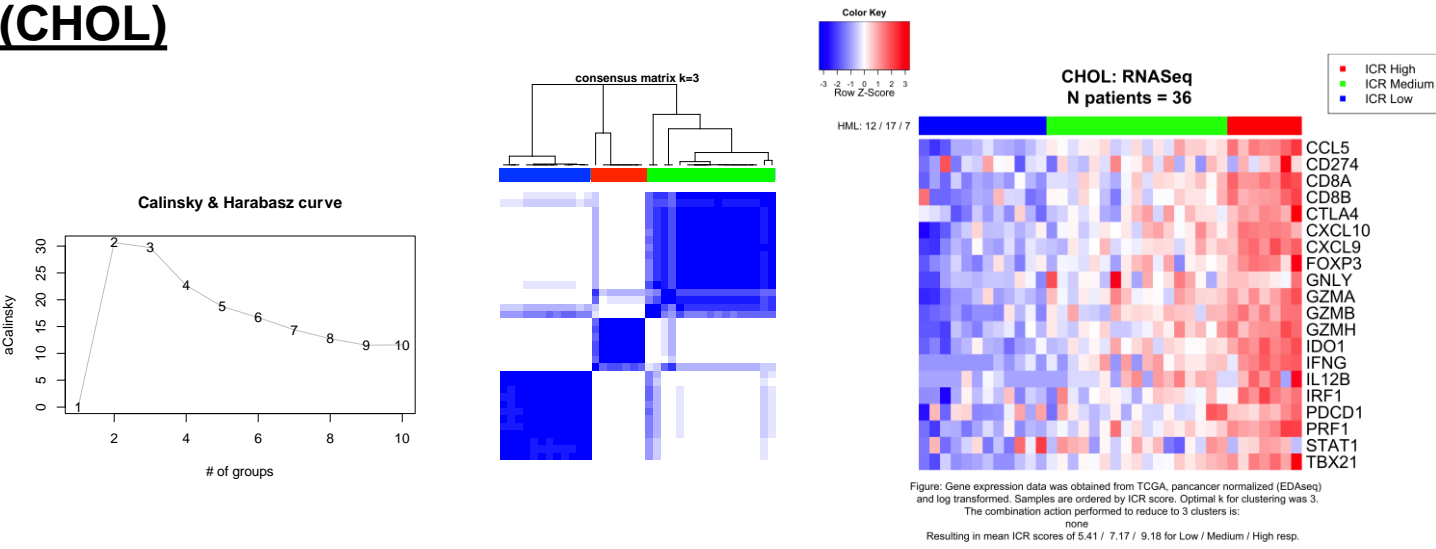 (CHOL)
Calinsky & Harabasz curve
aCalinsky
0 5 10 15 20 25 30
1 2 3 4 5 6 7 8 9 10
2 4 6 8 10
# of groups
consensus matrix k=3
Color Key
-3 -2 -1 0 1 2 3
Row Z-Score
CHOL: RNASeq
N patients = 36
ICR High
ICR Medium
ICR Low
HML: 12 / 17 / 7
CCL5
CD274
CD8A
CD8B
CTLA4
CXCL10
CXCL9
FOXP3
GNLY
GZMA
GZMB
GZMH
IDO1
IFNG
IL12B
IRF1
PDCD1
PRF1
STAT1
TBX21
Figure: Gene expression data was obtained from TCGA, pancancer normalized (EDAseq)
and log transformed. Samples are ordered by ICR score. Optimal k for clustering was 3.
The combination action performed to reduce to 3 clusters is:
none
Resulting in mean ICR scores of 5.41 / 7.17 / 9.18 for Low / Medium / High resp.